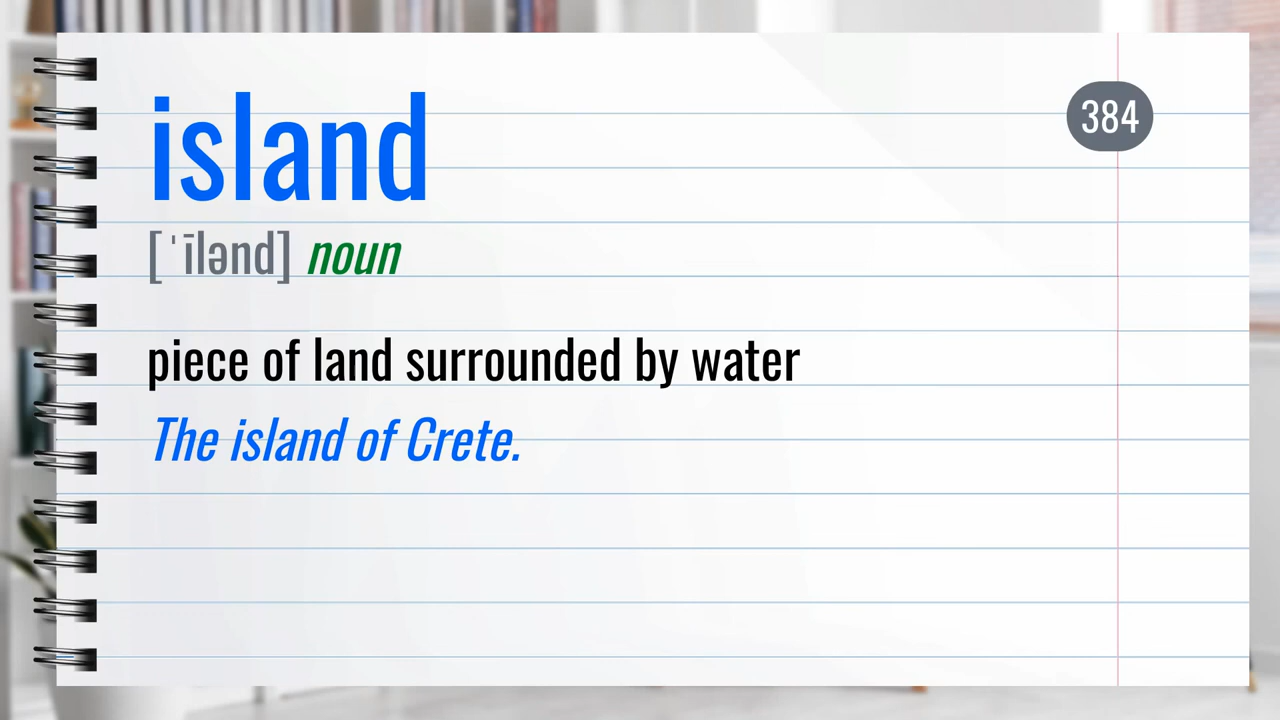 island
384
[ˈīlənd] noun
piece of land surrounded by water
The island of Crete.